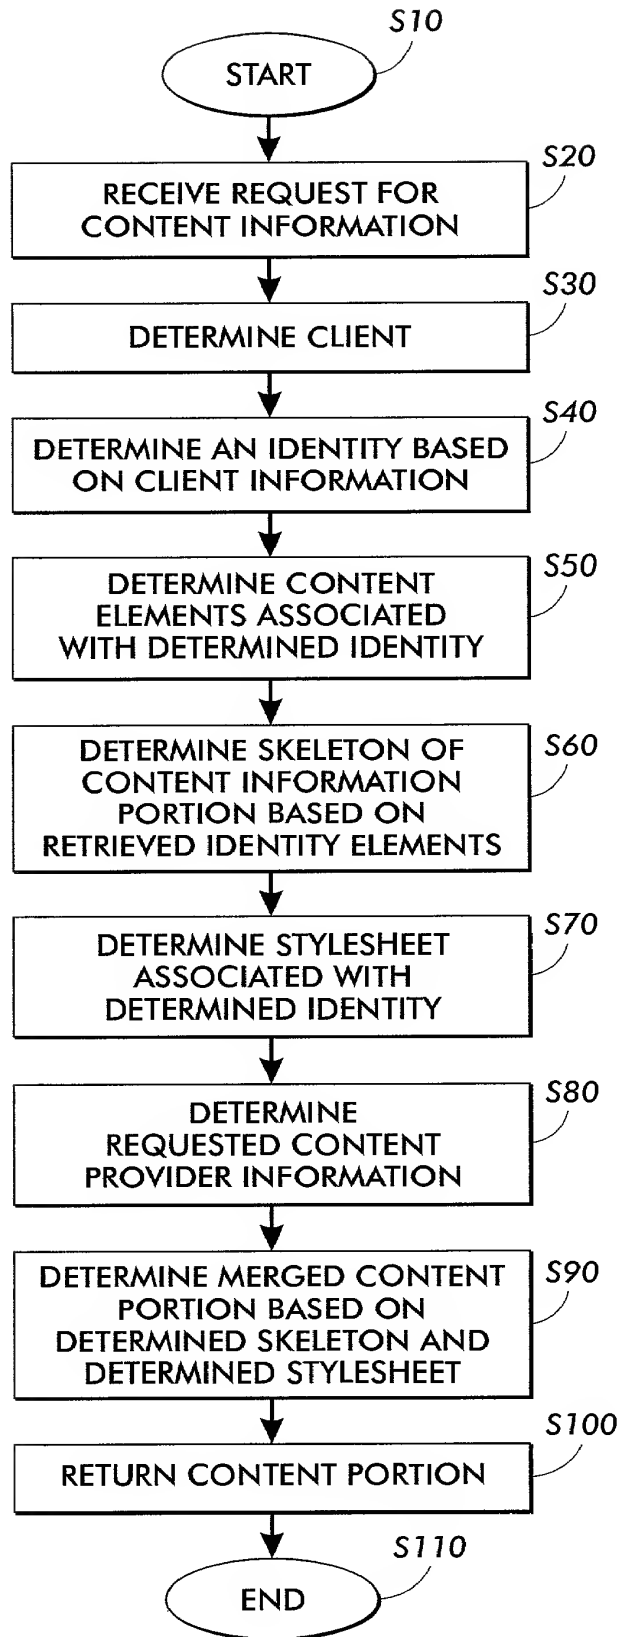 S10
START
S20
RECEIVE REQUEST FOR
CONTENT INFORMATION
S30
DETERMINE CLIENT
S40
DETERMINE AN IDENTITY BASED
ON CLIENT INFORMATION
S50
DETERMINE CONTENT
ELEMENTS ASSOCIATED
WITH DETERMINED IDENTITY
S60
DETERMINE SKELETON OF
CONTENT INFORMATION
PORTION BASED ON
RETRIEVED IDENTITY ELEMENTS
S70
DETERMINE STYLESHEET
ASSOCIATED WITH
DETERMINED IDENTITY
S80
DETERMINE
REQUESTED CONTENT
PROVIDER INFORMATION
S90
DETERMINE MERGED CONTENT
PORTION BASED ON
DETERMINED SKELETON AND
DETERMINED STYLESHEET
S100
RETURN CONTENT PORTION
S110
END